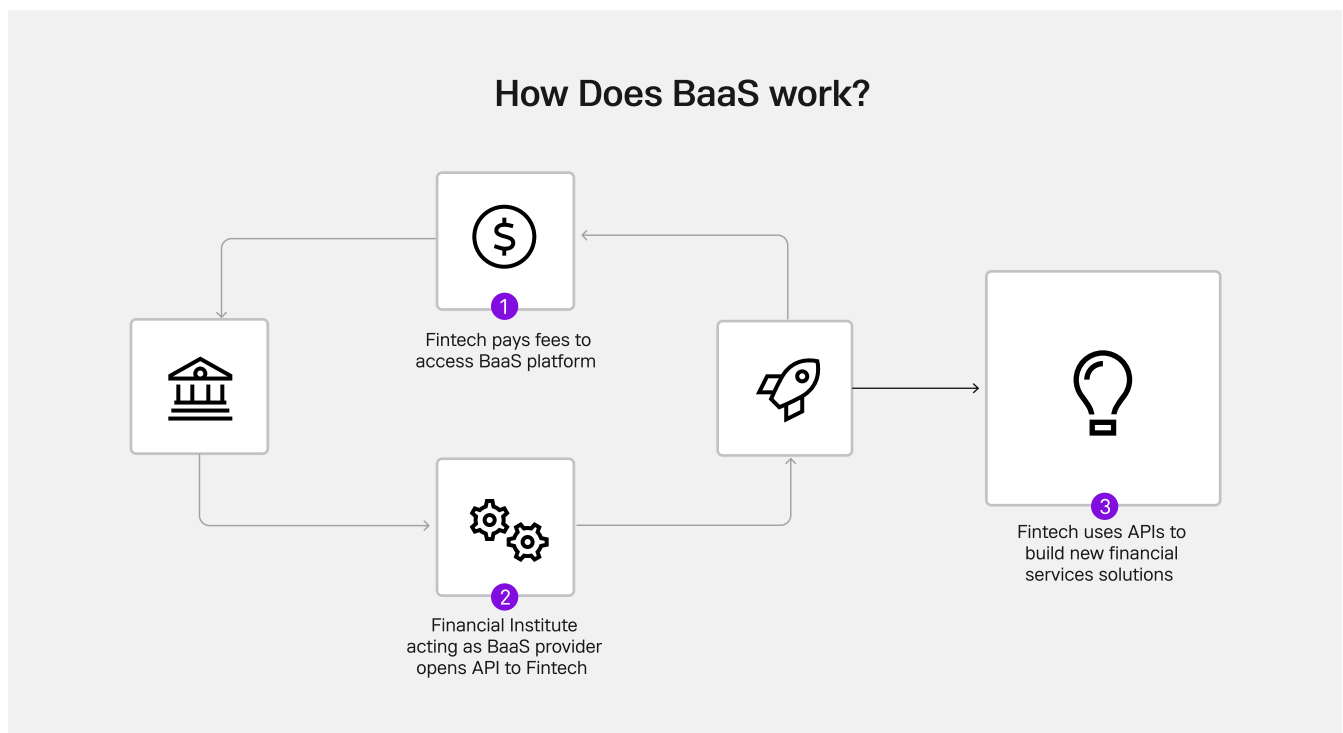 How Does BaaS work?
$
1
Fintech pays fees to
access BaaS platform
2
Financial Institute
acting as BaaS provider
opens API to Fintech
3
Fintech uses APIs to
build new financial
services solutions